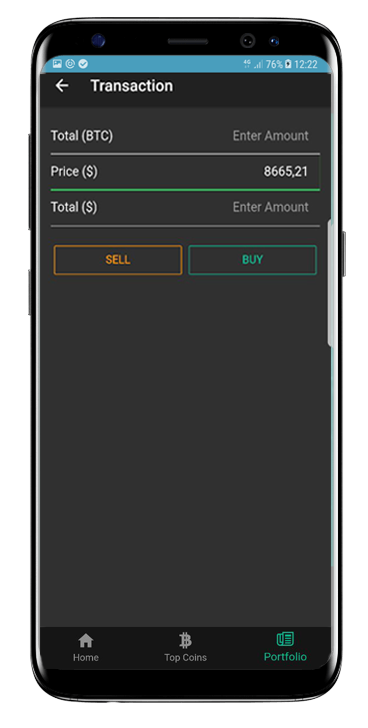 4G 76% 12:22
Transaction
Total (BTC) Enter Amount
Price ($) 8665,21
Total ($) Enter Amount
SELL BUY
Home Top Coins Portfolio